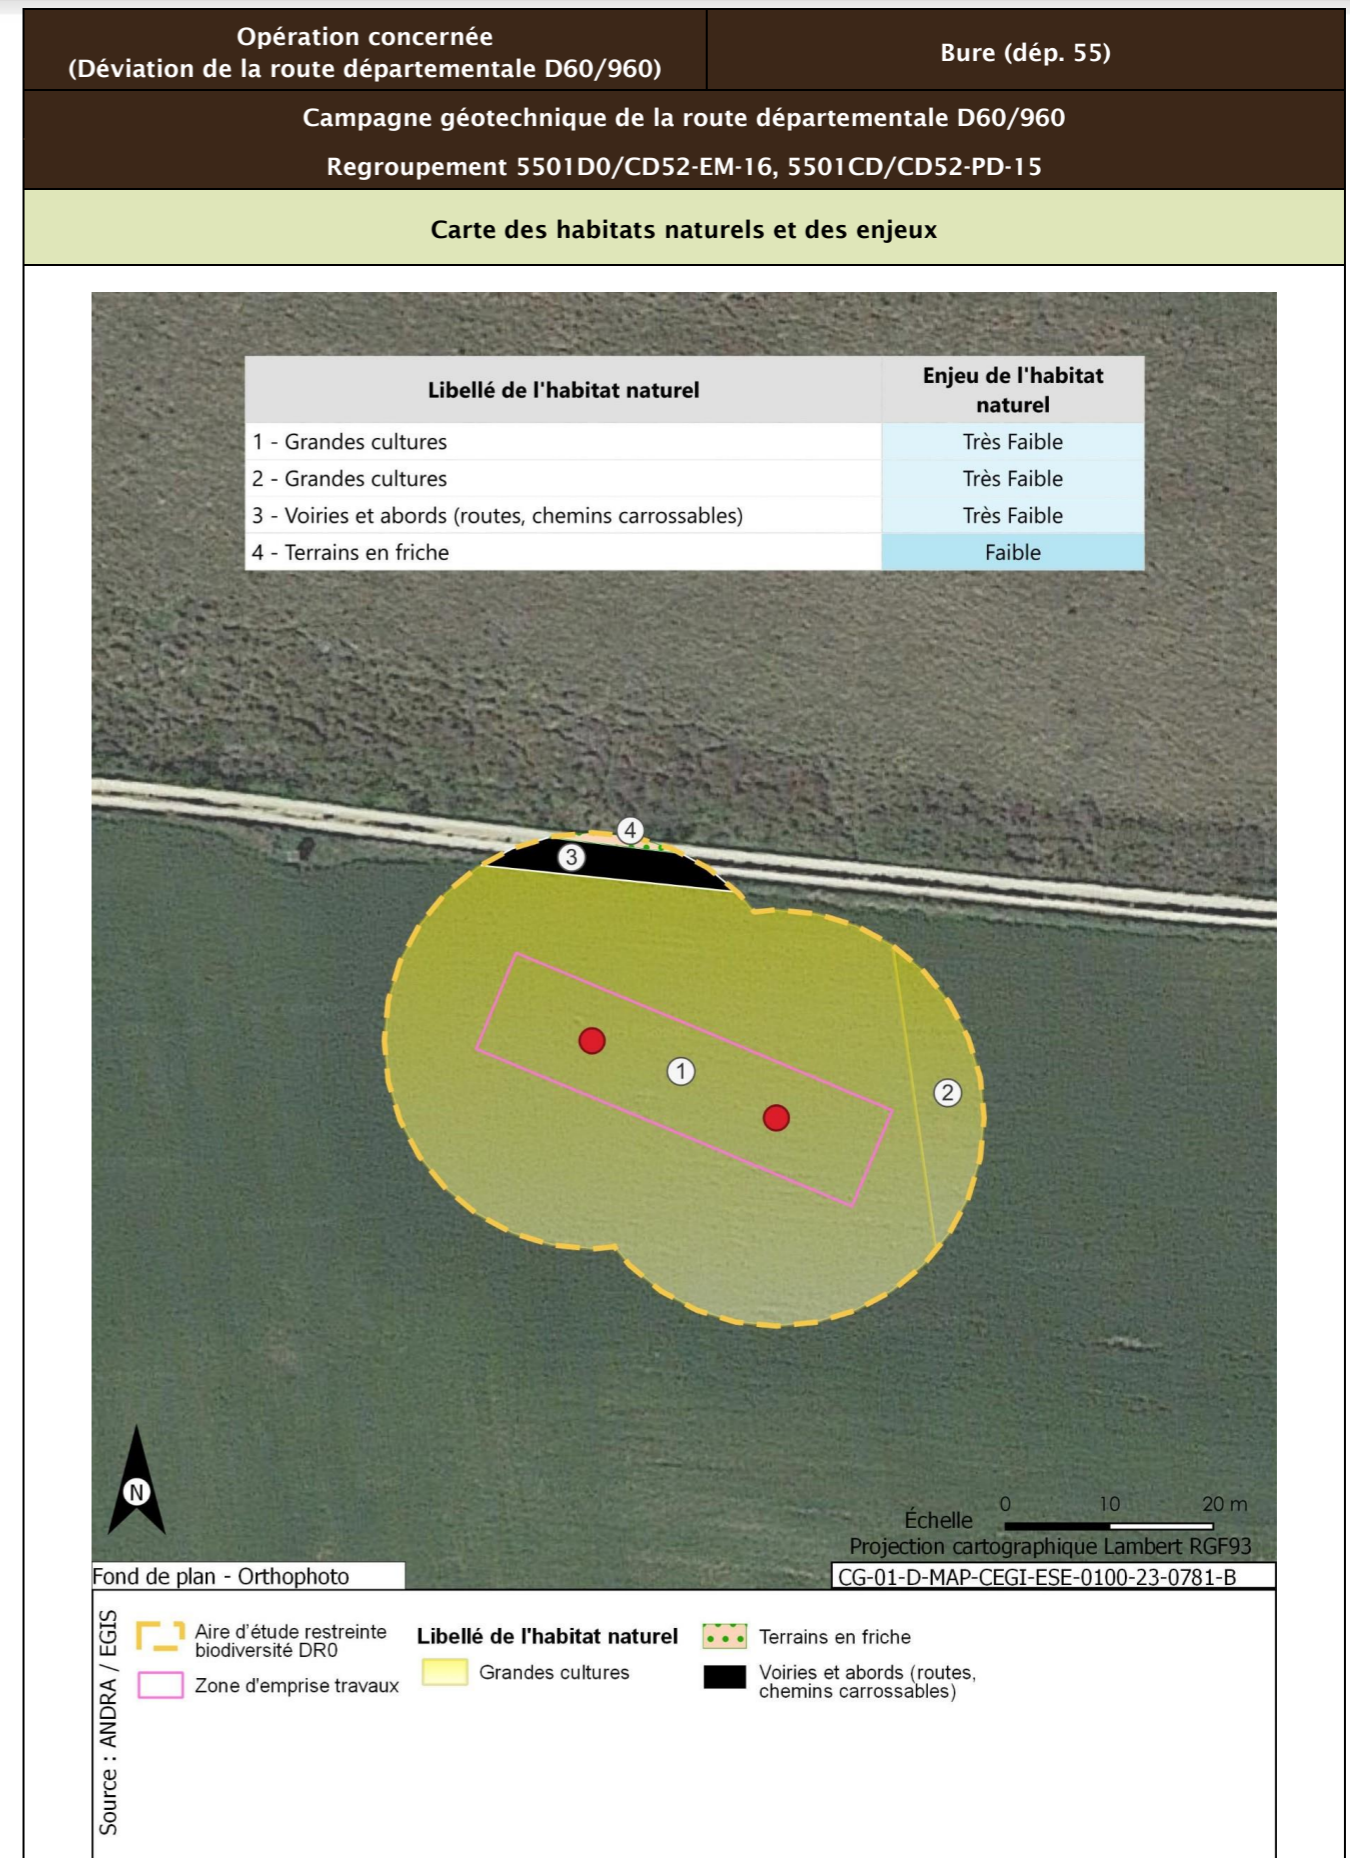 Opération concernée
(Déviation de la route départementale D60/960)
Bure (dép. 55)
Campagne géotechnique de la route départementale D60/960
Regroupement 5501D0/CD52-EM-16, 5501CD/CD52-PD-15
Carte des habitats naturels et des enjeux
Libellé de l'habitat naturel
Enjeu de l'habitat
naturel
1 - Grandes cultures
Très Faible
2 - Grandes cultures
Très Faible
3 - Voiries et abords (routes, chemins carrossables)
Très Faible
4 - Terrains en friche
Faible
4
3
1
2
N
Échelle
0 10 20 m
Projection cartographique Lambert RGF93
Fond de plan - Orthophoto
CG-01-D-MAP-CEGI-ESE-0100-23-0781-B
Source : ANDRA / EGIS
Aire d'étude restreinte
biodiversité DR0
Zone d'emprise travaux
Libellé de l'habitat naturel
Grandes cultures
Terrains en friche
Voiries et abords (routes,
chemins carrossables)